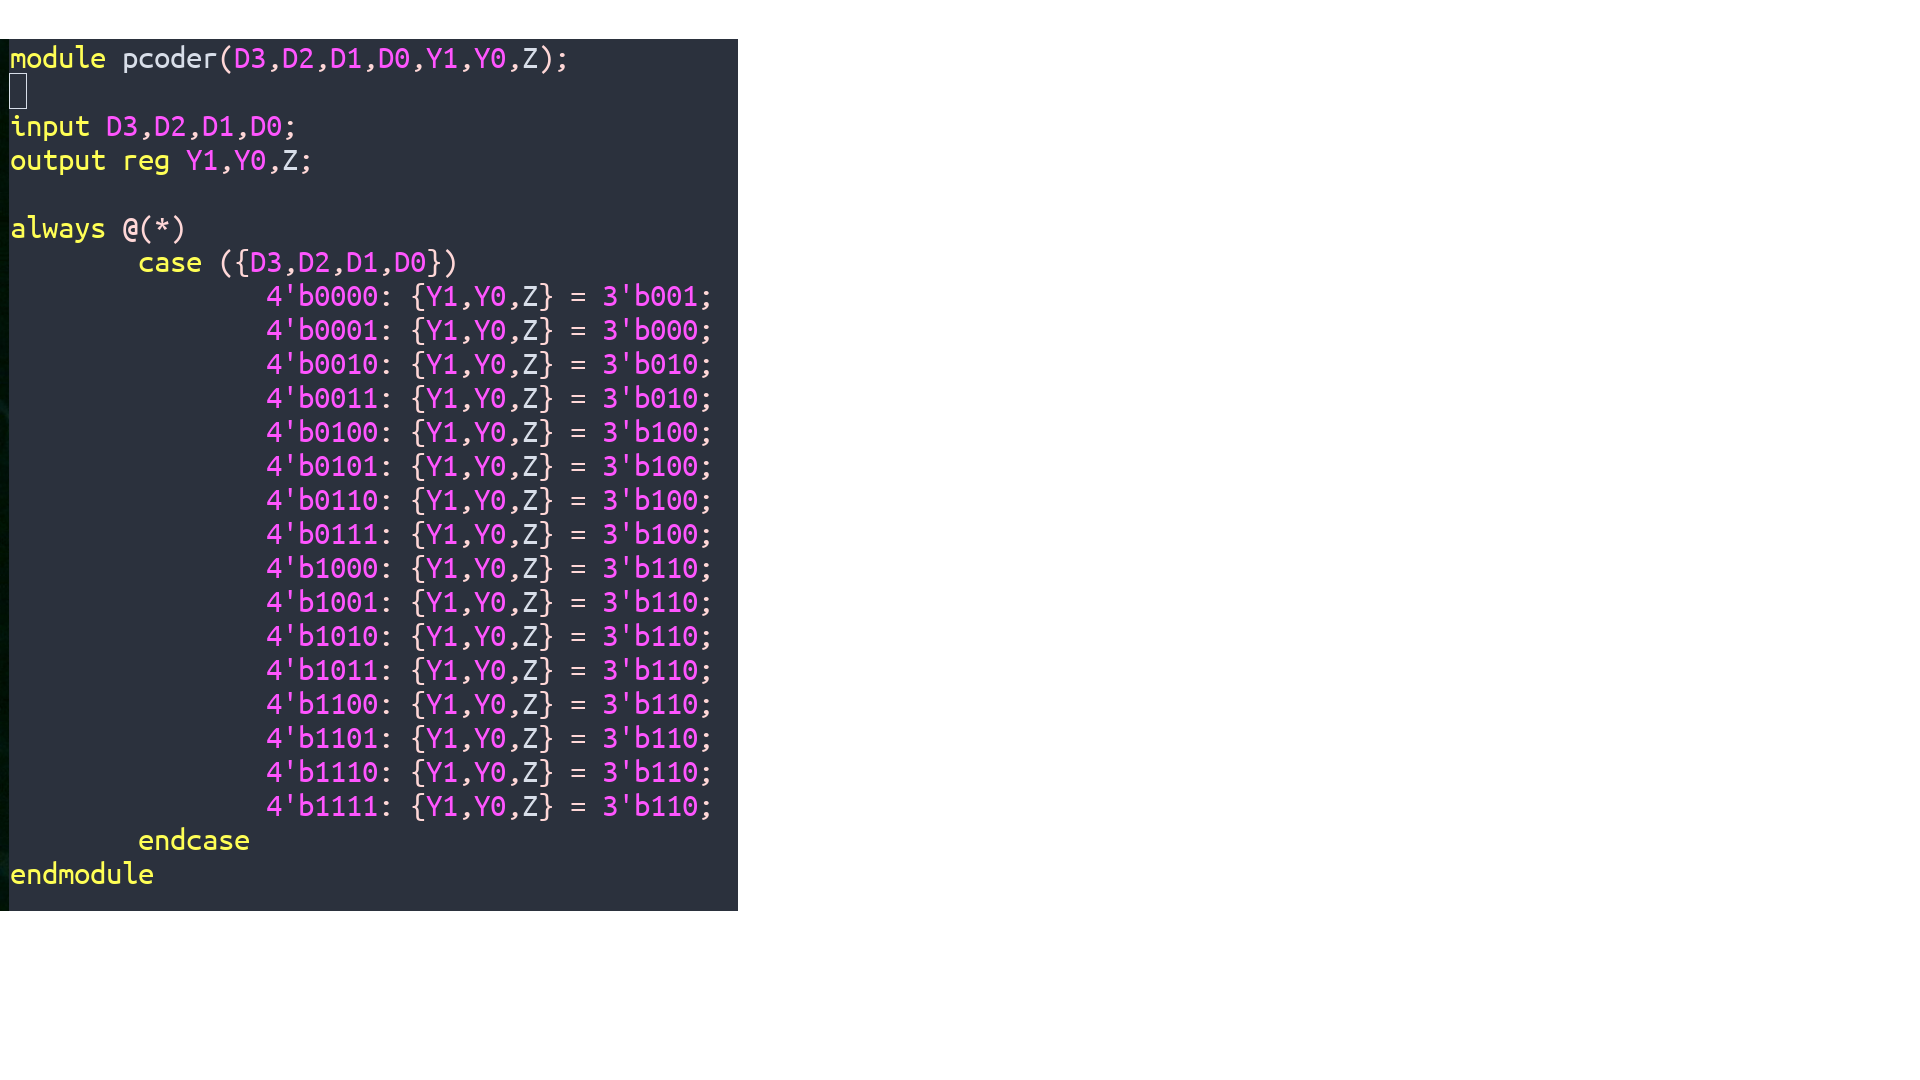 module pcoder(D3,D2,D1,D0,Y1,Y0,Z);
input D3,D2,D1,D0;
output reg Y1,Y0,Z;
always @(*)
case ({D3,D2,D1,D0})
4'b0000: {Y1,Y0,Z} = 3'b001;
4'b0001: {Y1,Y0,Z} = 3'b000;
4'b0010: {Y1,Y0,Z} = 3'b010;
4'b0011: {Y1,Y0,Z} = 3'b010;
4'b0100: {Y1,Y0,Z} = 3'b100;
4'b0101: {Y1,Y0,Z} = 3'b100;
4'b0110: {Y1,Y0,Z} = 3'b100;
4'b0111: {Y1,Y0,Z} = 3'b100;
4'b1000: {Y1,Y0,Z} = 3'b110;
4'b1001: {Y1,Y0,Z} = 3'b110;
4'b1010: {Y1,Y0,Z} = 3'b110;
4'b1011: {Y1,Y0,Z} = 3'b110;
4'b1100: {Y1,Y0,Z} = 3'b110;
4'b1101: {Y1,Y0,Z} = 3'b110;
4'b1110: {Y1,Y0,Z} = 3'b110;
4'b1111: {Y1,Y0,Z} = 3'b110;
endcase
endmodule